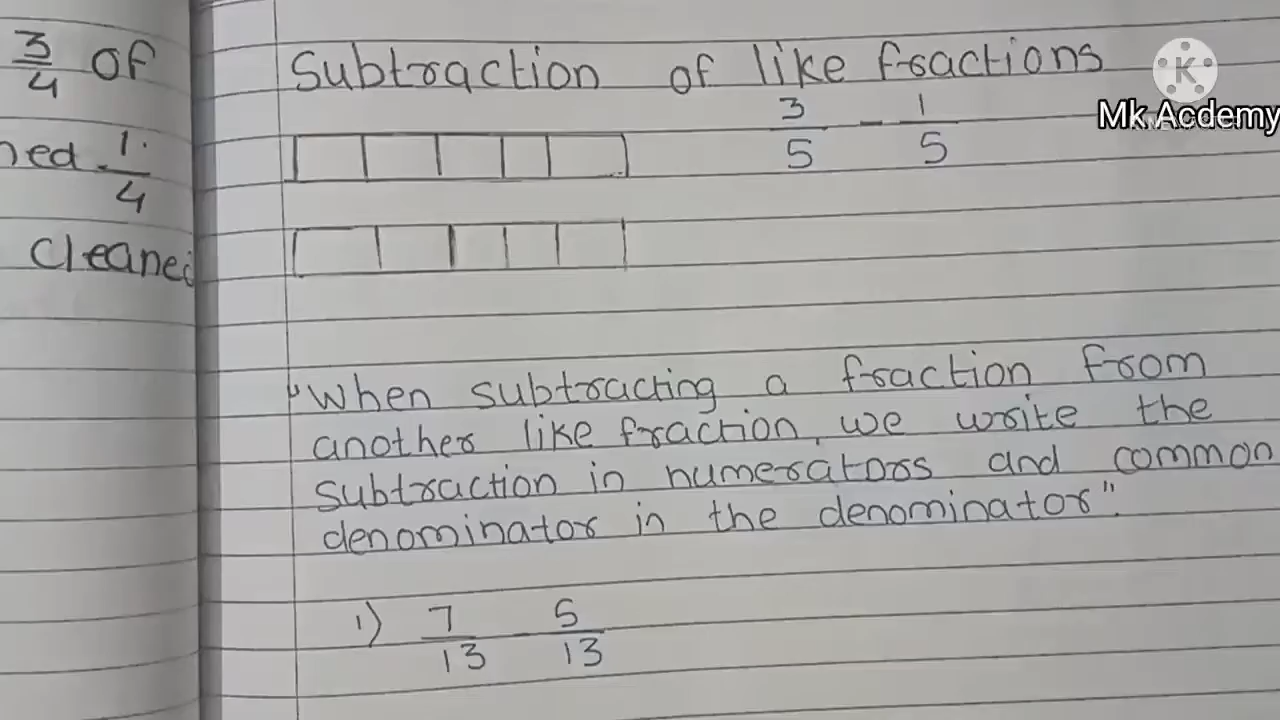 3/4 of
ned 1/4
cleaned
Subtraction of like fractions
3/5 - 1/5
"When subtracting a fraction from
another like fraction, we write the
subtraction in numerators and common
denominator in the denominator".
1) 7/13 - 5/13
K
Mk Acdemy